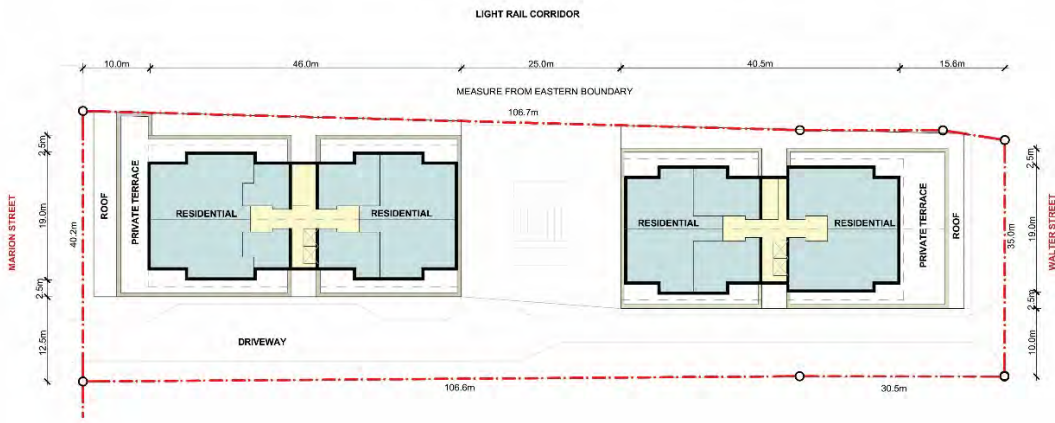 LIGHT RAIL CORRIDOR
10.0m
46.0m
25.0m
40.5m
15.6m
MEASURE FROM EASTERN BOUNDARY
106.7m
MARION STREET
2.5m
19.0m
2.5m
12.5m
40.2m
ROOF
PRIVATE TERRACE
RESIDENTIAL
RESIDENTIAL
RESIDENTIAL
RESIDENTIAL
PRIVATE TERRACE
ROOF
35.0m
2.5m
19.0m
2.5m
10.0m
WALTER STREET
DRIVEWAY
106.6m
30.5m